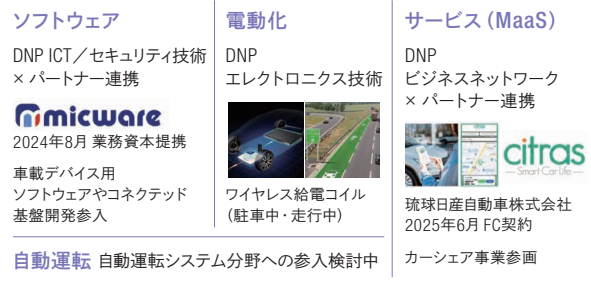 ソフトウェア
DNP ICT／セキュリティ技術
× パートナー連携
micware
2024年8月 業務資本提携
車載デバイス用
ソフトウェアやコネクテッド
基盤開発参入
電動化
DNP
エレクトロニクス技術
ワイヤレス給電コイル
（駐車中・走行中）
サービス（MaaS）
DNP
ビジネスネットワーク
× パートナー連携
citras
Smart Car Life
琉球日産自動車株式会社
2025年6月 FC契約
カーシェア事業参画
自動運転 自動運転システム分野への参入検討中